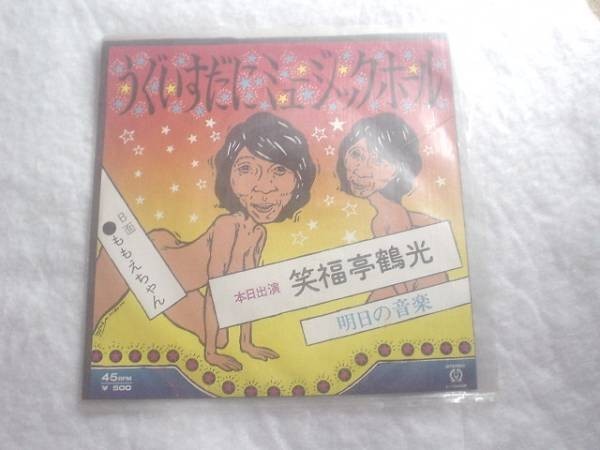 うぐいすだにミュージックホール
B面
●ももえちゃん
本日出演 笑福亭鶴光
明日の音楽
45RPM
¥ 500